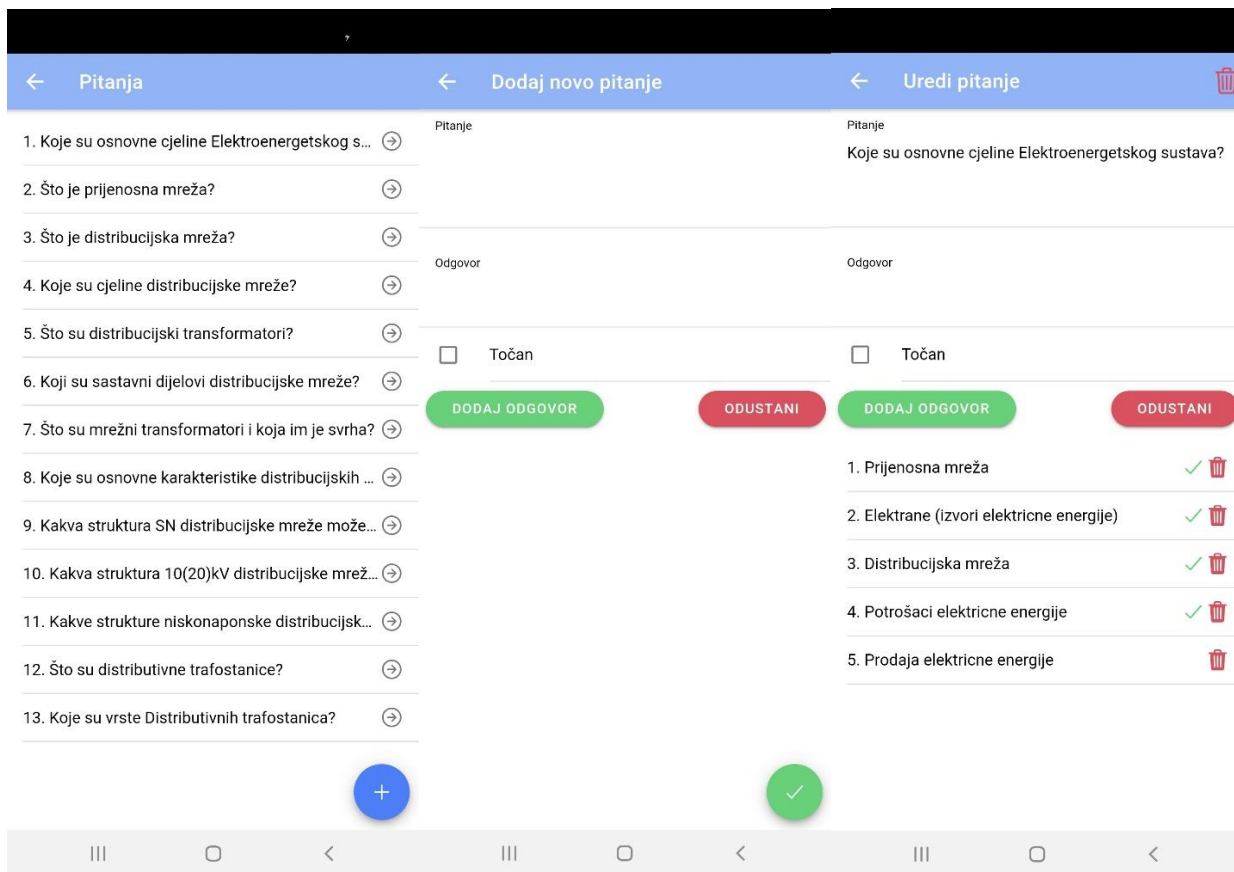 Pitanja
1. Koje su osnovne cjeline Elektroenergetskog s...
2. Što je prijenosna mreža?
3. Što je distribucijska mreža?
4. Koje su cjeline distribucijske mreže?
5. Što su distribucijski transformatori?
6. Koji su sastavni dijelovi distribucijske mreže?
7. Što su mrežni transformatori i koja im je svrha?
8. Koje su osnovne karakteristike distribucijskih ...
9. Kakva struktura SN distribucijske mreže može...
10. Kakva struktura 10(20)kV distribucijske mrež...
11. Kakve strukture niskonaponske distribucijsk...
12. Što su distributivne trafostanice?
13. Koje su vrste Distributivnih trafostanica?
Dodaj novo pitanje
Pitanje
Odgovor
Točan
DODAJ ODGOVOR
ODUSTANI
Uredi pitanje
Pitanje
Koje su osnovne cjeline Elektroenergetskog sustava?
Odgovor
Točan
DODAJ ODGOVOR
ODUSTANI
1. Prijenosna mreža
2. Elektrane (izvori elektricne energije)
3. Distribucijska mreža
4. Potrošaci elektricne energije
5. Prodaja elektricne energije